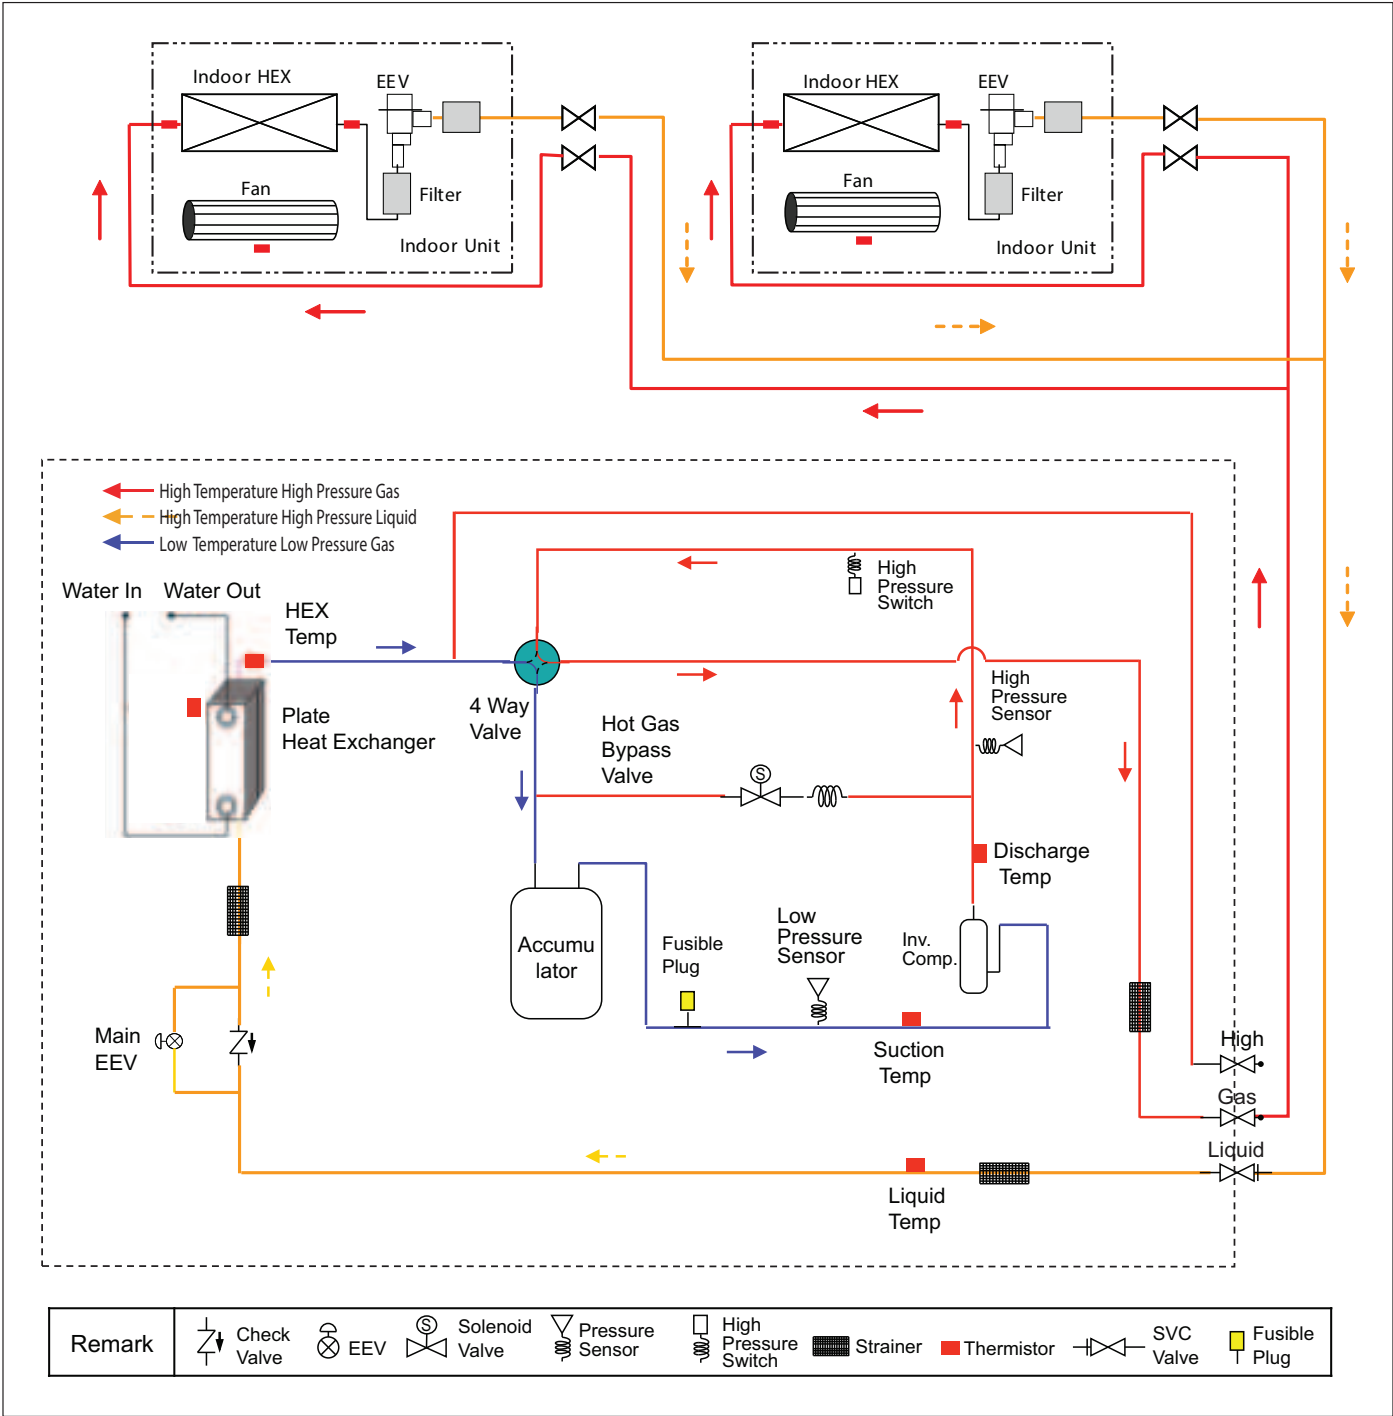 Indoor HEX
EEV
Fan
Filter
Indoor Unit
Indoor HEX
EEV
Fan
Filter
Indoor Unit
High Temperature High Pressure Gas
High Temperature High Pressure Liquid
Low Temperature Low Pressure Gas
Water In
Water Out
HEX
Temp
Plate
Heat Exchanger
4 Way
Valve
High
Pressure
Switch
High
Pressure
Sensor
Hot Gas
Bypass
Valve
S
Discharge
Temp
Accumu
lator
Fusible
Plug
Low
Pressure
Sensor
Inv.
Comp.
Suction
Temp
Main
EEV
High
Gas
Liquid
Liquid
Temp
Remark
Check
Valve
EEV
S
Solenoid
Valve
Pressure
Sensor
High
Pressure
Switch
Strainer
Thermistor
SVC
Valve
Fusible
Plug